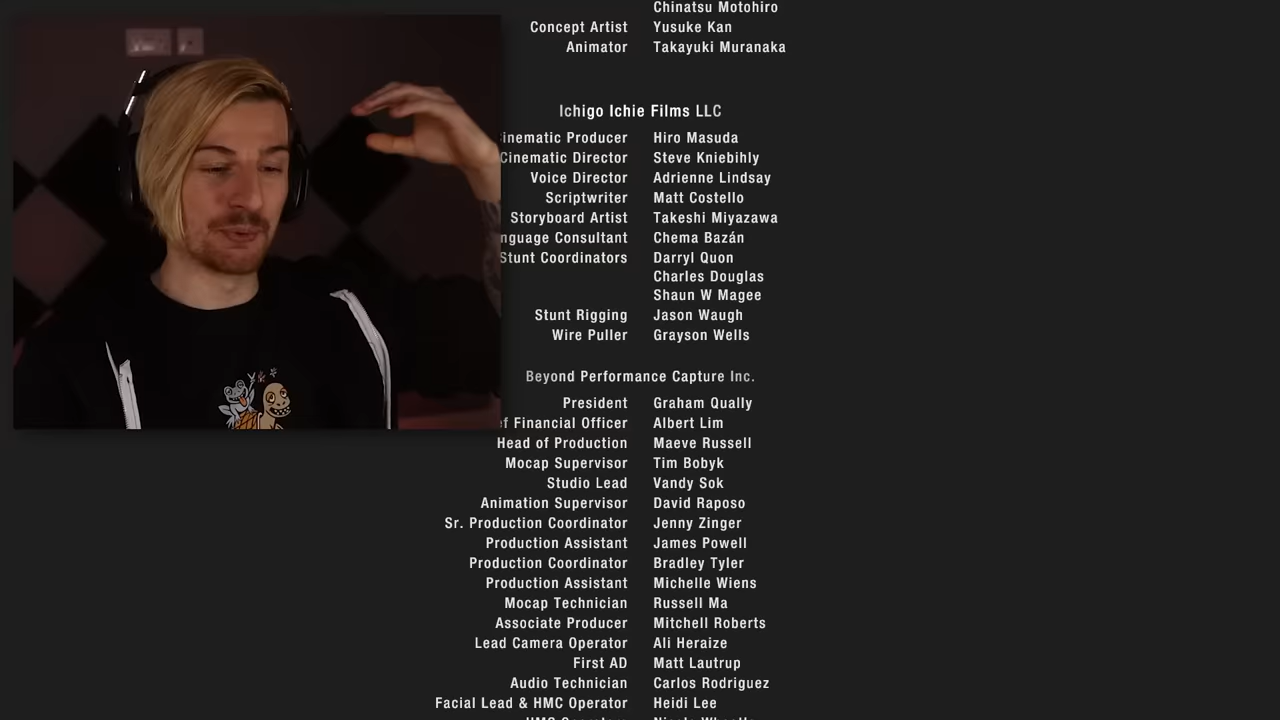 Chinatsu Motohiro
Concept Artist Yusuke Kan
Animator Takayuki Muranaka
Ichigo Ichie Films LLC
Cinematic Producer Hiro Masuda
Cinematic Director Steve Kniebihly
Voice Director Adrienne Lindsay
Scriptwriter Matt Costello
Storyboard Artist Takeshi Miyazawa
nguage Consultant Chema Bazán
Stunt Coordinators Darryl Quon
Charles Douglas
Shaun W Magee
Stunt Rigging Jason Waugh
Wire Puller Grayson Wells
Beyond Performance Capture Inc.
President Graham Qually
ef Financial Officer Albert Lim
Head of Production Maeve Russell
Mocap Supervisor Tim Bobyk
Studio Lead Vandy Sok
Animation Supervisor David Raposo
Sr. Production Coordinator Jenny Zinger
Production Assistant James Powell
Production Coordinator Bradley Tyler
Production Assistant Michelle Wiens
Mocap Technician Russell Ma
Associate Producer Mitchell Roberts
Lead Camera Operator Ali Heraize
First AD Matt Lautrup
Audio Technician Carlos Rodriguez
Facial Lead & HMC Operator Heidi Lee